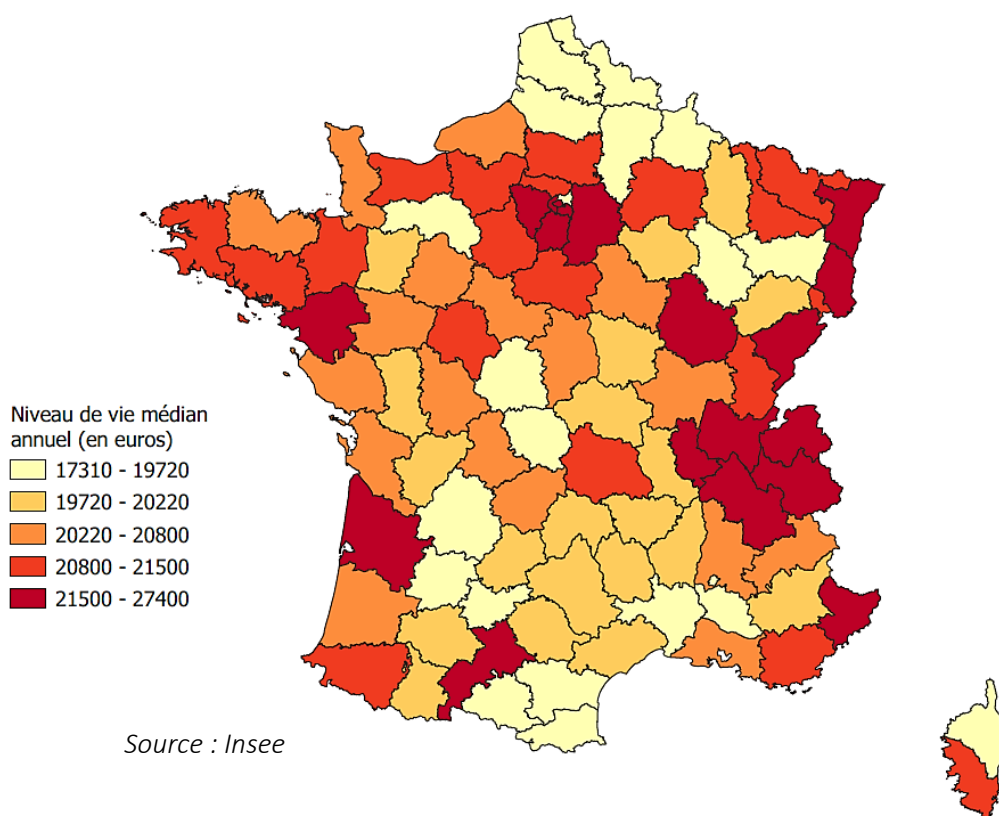 Niveau de vie médian
annuel (en euros)
17310 - 19720
19720 - 20220
20220 - 20800
20800 - 21500
21500 - 27400
Source : Insee